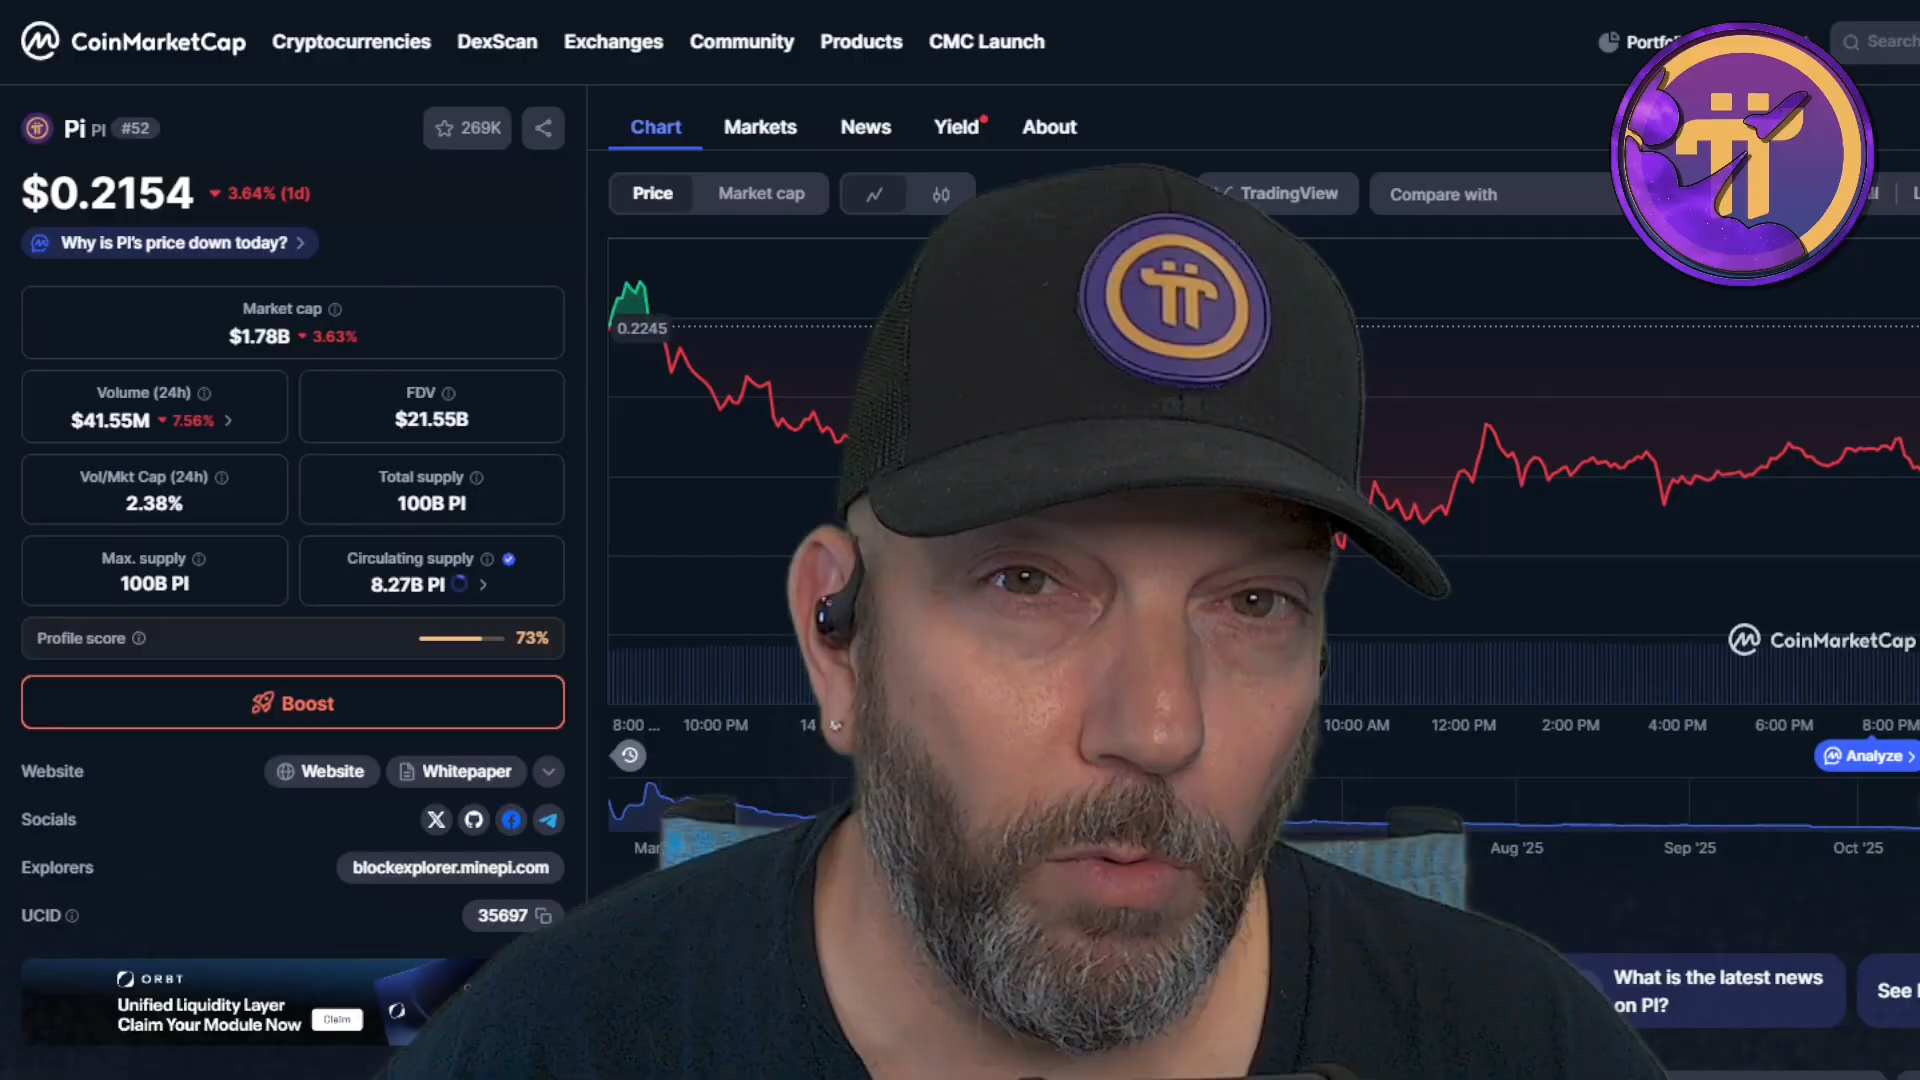 CoinMarketCap Cryptocurrencies DexScan Exchanges Community Products CMC Launch Search
Pi PI #52 269K
$0.2154 3.64% (1d)
Why is PI's price down today?
Market cap
$1.78B 3.63%
Volume (24h)
$41.55M 7.56%
FDV
$21.55B
Vol/Mkt Cap (24h)
2.38%
Total supply
100B PI
Max. supply
100B PI
Circulating supply
8.27B PI
Profile score 73%
Boost
Website Website Whitepaper
Socials
Explorers blockexplorer.minepi.com
UCID 35697
ORBT
Unified Liquidity Layer
Claim Your Module Now Claim
Chart Markets News Yield About
Price Market cap TradingView Compare with
0.2245
CoinMarketCap
8:00 ... 10:00 PM 14 10:00 AM 12:00 PM 2:00 PM 4:00 PM 6:00 PM 8:00 PM
Analyze
Mar Aug '25 Sep '25 Oct '25
What is the latest news
on PI?
See